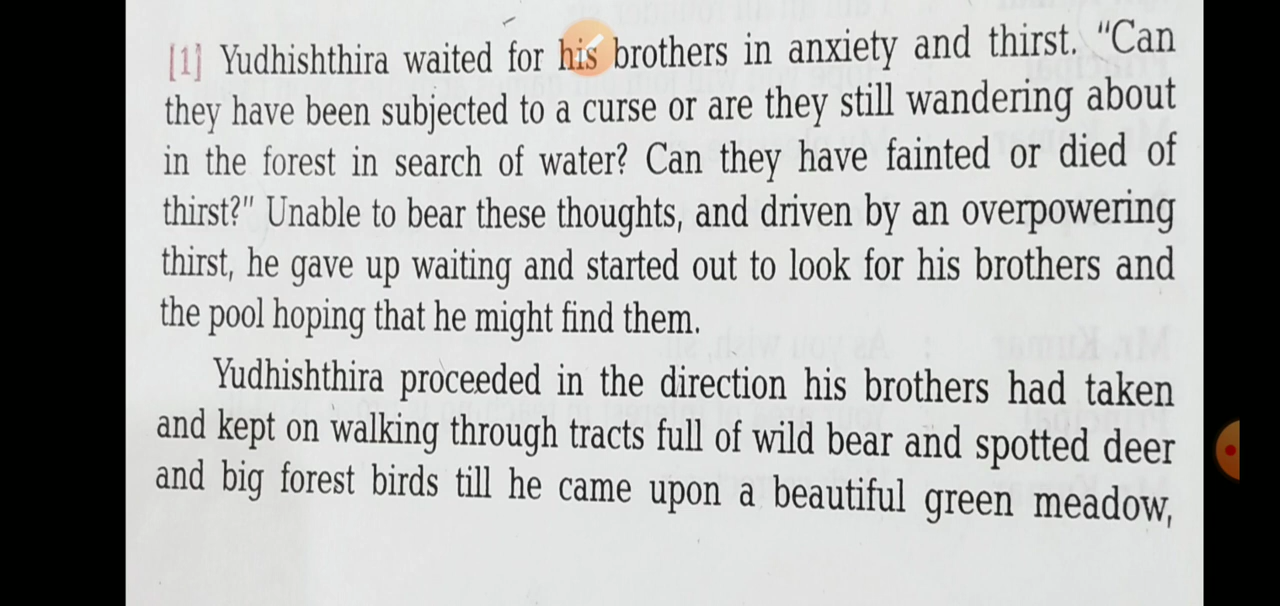 [1] Yudhishthira waited for his brothers in anxiety and thirst. "Can
they have been subjected to a curse or are they still wandering about
in the forest in search of water? Can they have fainted or died of
thirst?" Unable to bear these thoughts, and driven by an overpowering
thirst, he gave up waiting and started out to look for his brothers and
the pool hoping that he might find them.
Yudhishthira proceeded in the direction his brothers had taken
and kept on walking through tracts full of wild bear and spotted deer
and big forest birds till he came upon a beautiful green meadow,